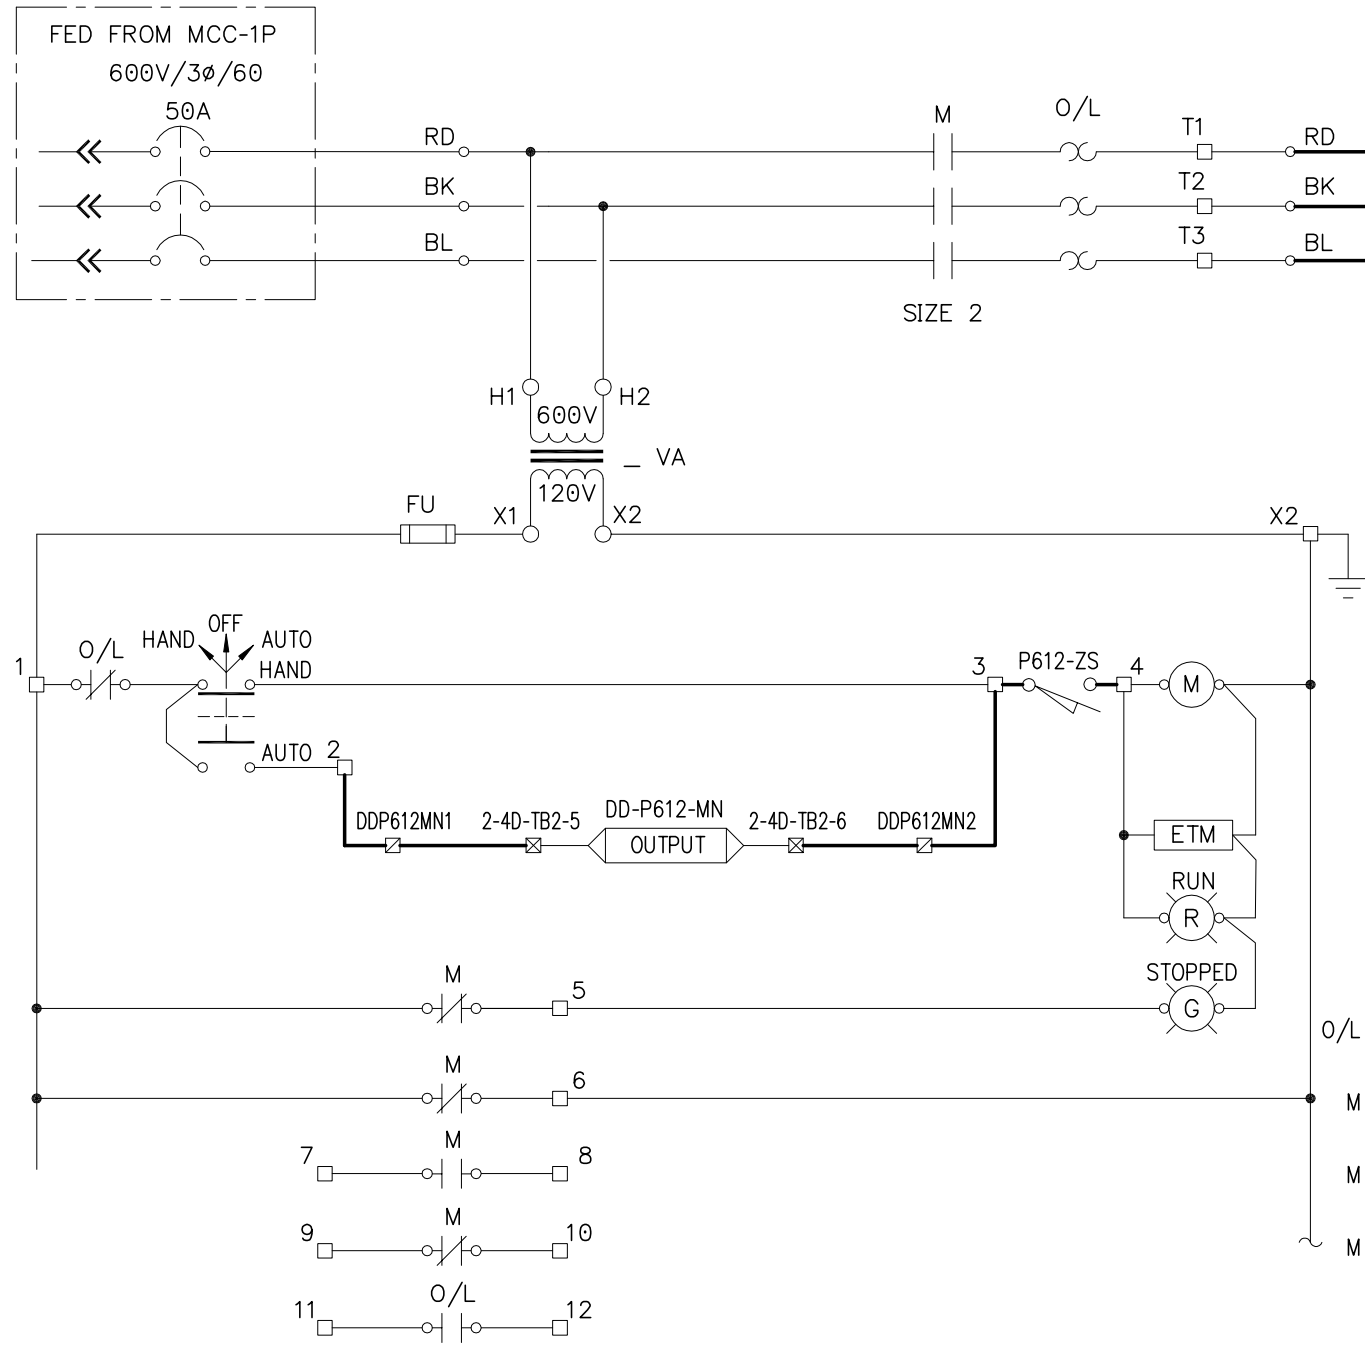 FED FROM MCC-1P
600V/3ø/60
50A
RD
BK
BL
M
O/L
T1
T2
T3
RD
BK
BL
SIZE 2
H1
H2
600V
_ VA
120V
FU
X1
X2
X2
HAND
OFF
AUTO
O/L
1
HAND
AUTO
2
3
P612-ZS
4
M
DDP612MN1
2-4D-TB2-5
DD-P612-MN
OUTPUT
2-4D-TB2-6
DDP612MN2
ETM
RUN
R
STOPPED
G
M
5
O/L
M
6
M
7
M
8
M
9
M
10
M
11
O/L
12